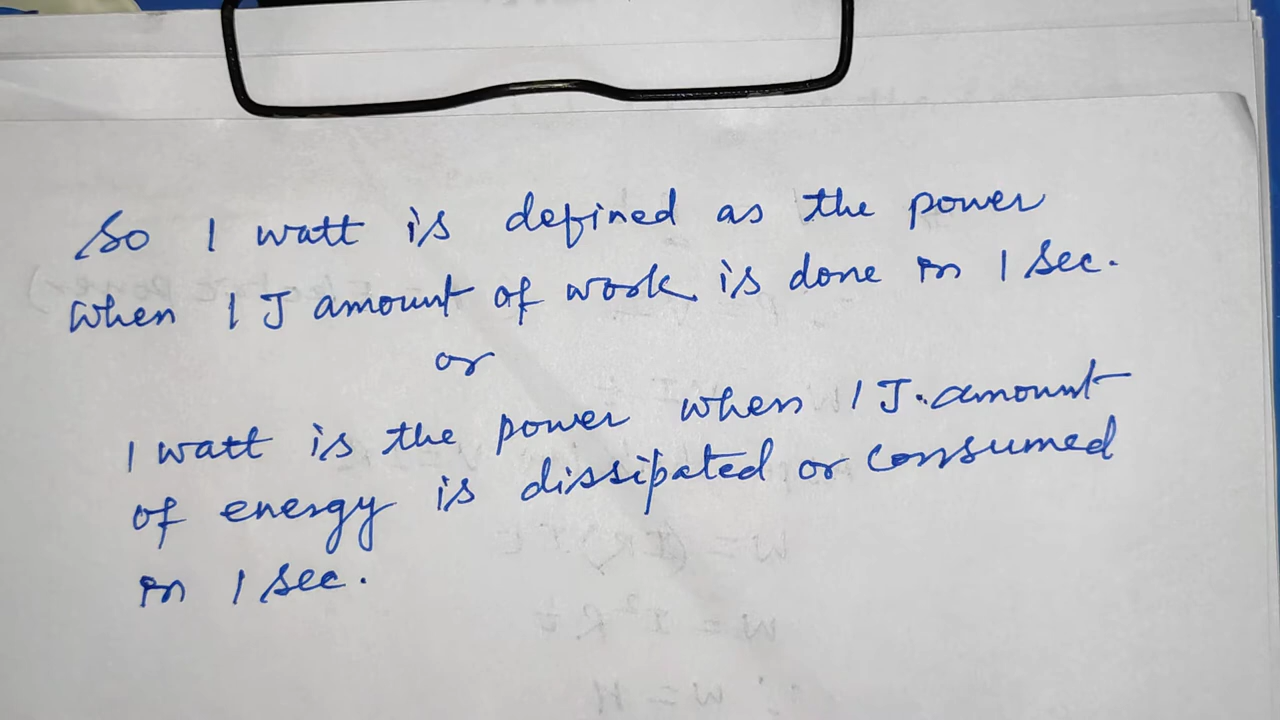 So 1 watt is defined as the power
when 1 J amount of work is done in 1 sec.
or
1 watt is the power when 1 J. amount
of energy is dissipated or consumed
in 1 sec.